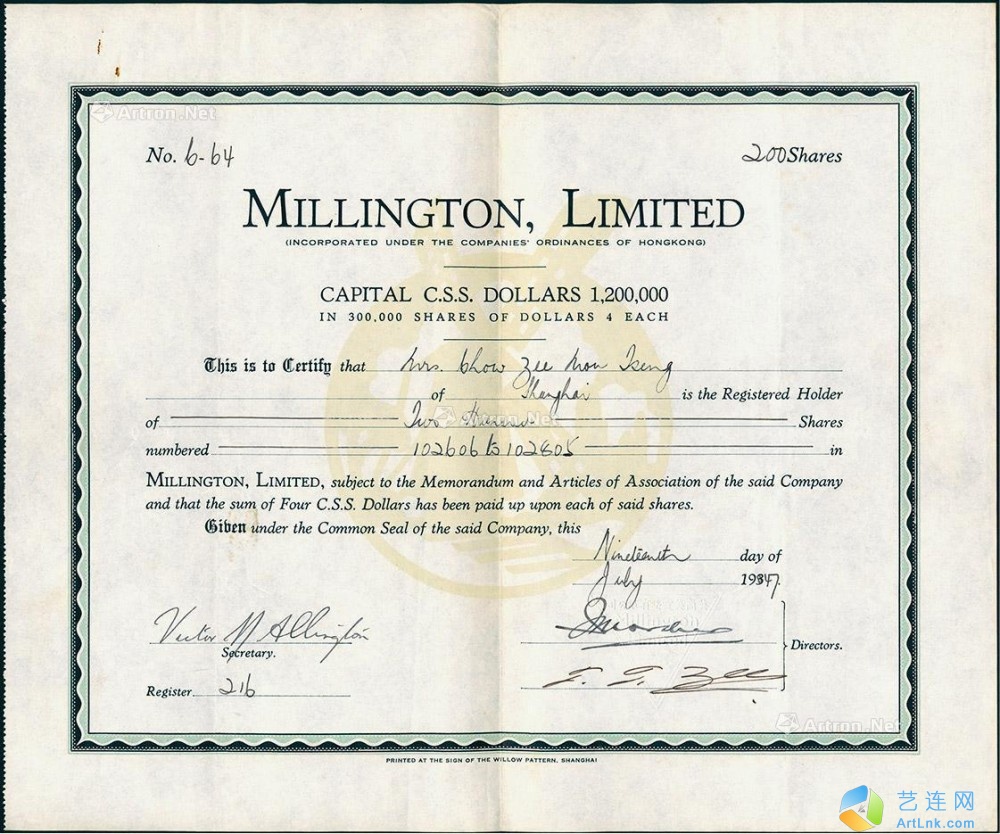 Artron.Net
No. 6-64
200 Shares
MILLINGTON, LIMITED
(INCORPORATED UNDER THE COMPANIES' ORDINANCES OF HONGKONG)
CAPITAL C.S.S. DOLLARS 1,200,000
IN 300,000 SHARES OF DOLLARS 4 EACH
This is to Certify that Mrs. Chow Zee Mon Tseng
of Shanghai is the Registered Holder
of Two Hundred Shares
numbered 102606 to 102805 in
MILLINGTON, LIMITED, subject to the Memorandum and Articles of Association of the said Company
and that the sum of Four C.S.S. Dollars has been paid up upon each of said shares.
Given under the Common Seal of the said Company, this
Nineteenth day of
July 1947.
Secretary.
Directors.
Register 216
Artron.Net
PRINTED AT THE SIGN OF THE WILLOW PATTERN, SHANGHAI
艺连网
ArtLnk.com